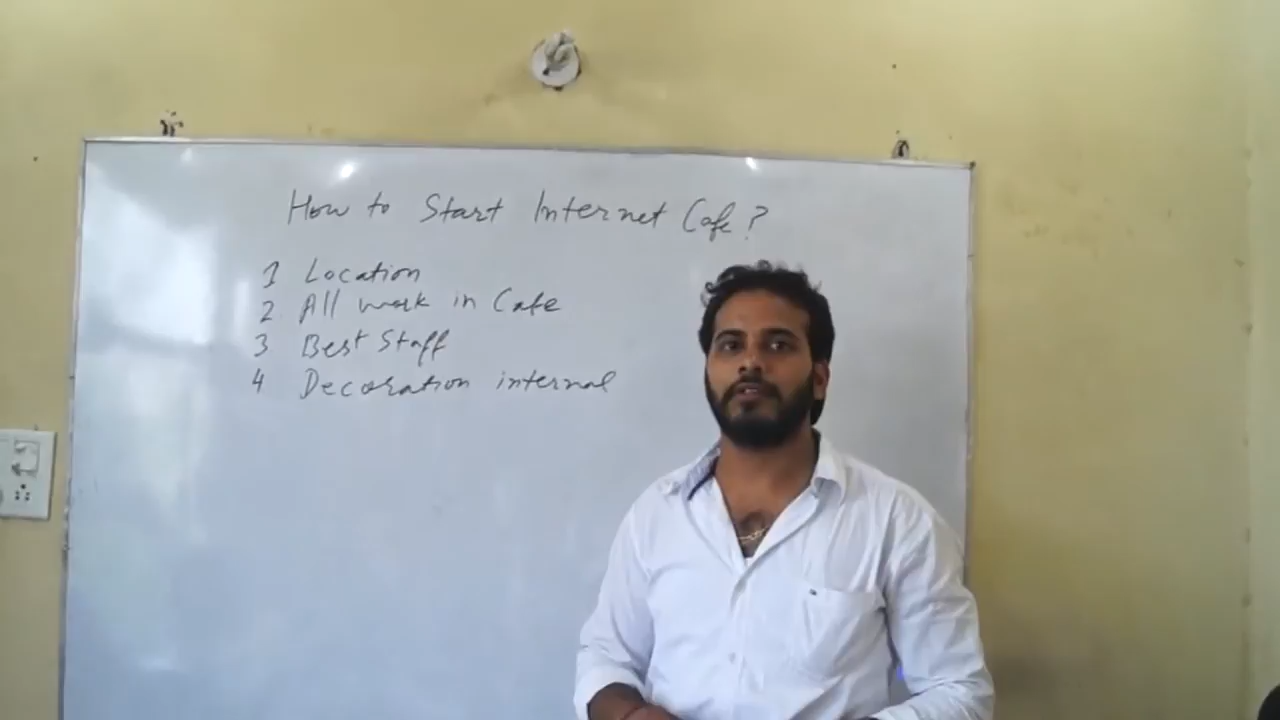 How to Start Internet Cafe?
1 Location
2. All work in Cafe
3 Best Staff
4 Decoration internal